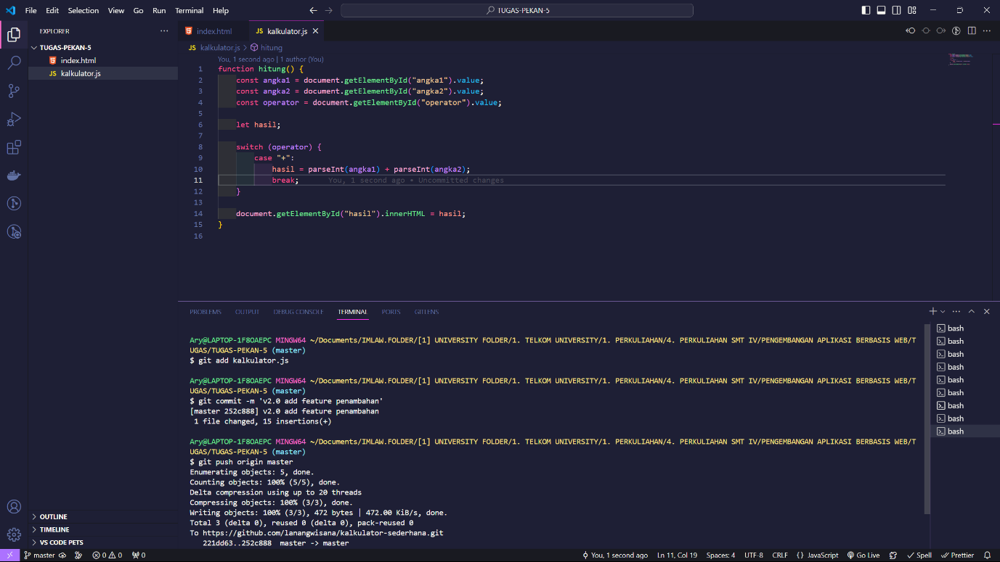 File Edit Selection View Go Run Terminal Help
TUGAS-PEKAN-5
EXPLORER
TUGAS-PEKAN-5
index.html
JS kalkulator.js
OUTLINE
TIMELINE
VS CODE PETS
index.html JS kalkulator.js
JS kalkulator.js > hitung
You, 1 second ago | 1 author (You)
1 function hitung() {
2 const angka1 = document.getElementById("angka1").value;
3 const angka2 = document.getElementById("angka2").value;
4 const operator = document.getElementById("operator").value;
5
6 let hasil;
7
8 switch (operator) {
9 case "+":
10 hasil = parseInt(angka1) + parseInt(angka2);
11 break; You, 1 second ago • Uncommitted changes
12 }
13
14 document.getElementById("hasil").innerHTML = hasil;
15 }
16
PROBLEMS OUTPUT DEBUG CONSOLE TERMINAL PORTS GITLENS
Ary@LAPTOP-1F8OAEPC MINGW64 ~/Documents/IMLAW.FOLDER/[1] UNIVERSITY FOLDER/1. TELKOM UNIVERSITY/1. PERKULIAHAN/4. PERKULIAHAN SMT IV/PENGEMBANGAN APLIKASI BERBASIS WEB/T
UGAS/TUGAS-PEKAN-5 (master)
$ git add kalkulator.js
Ary@LAPTOP-1F8OAEPC MINGW64 ~/Documents/IMLAW.FOLDER/[1] UNIVERSITY FOLDER/1. TELKOM UNIVERSITY/1. PERKULIAHAN/4. PERKULIAHAN SMT IV/PENGEMBANGAN APLIKASI BERBASIS WEB/T
UGAS/TUGAS-PEKAN-5 (master)
$ git commit -m 'v2.0 add feature penambahan'
[master 252c888] v2.0 add feature penambahan
1 file changed, 15 insertions(+)
Ary@LAPTOP-1F8OAEPC MINGW64 ~/Documents/IMLAW.FOLDER/[1] UNIVERSITY FOLDER/1. TELKOM UNIVERSITY/1. PERKULIAHAN/4. PERKULIAHAN SMT IV/PENGEMBANGAN APLIKASI BERBASIS WEB/T
UGAS/TUGAS-PEKAN-5 (master)
$ git push origin master
Enumerating objects: 5, done.
Counting objects: 100% (5/5), done.
Delta compression using up to 20 threads
Compressing objects: 100% (3/3), done.
Writing objects: 100% (3/3), 472 bytes | 472.00 KiB/s, done.
Total 3 (delta 0), reused 0 (delta 0), pack-reused 0
To https://github.com/lanangwisana/kalkulator-sederhana.git
221dd63..252c888 master -> master
bash
bash
bash
bash
bash
bash
bash
bash
bash
master 0 0 0 You, 1 second ago Ln 11, Col 19 Spaces: 4 UTF-8 CRLF {} JavaScript Go Live Spell Prettier